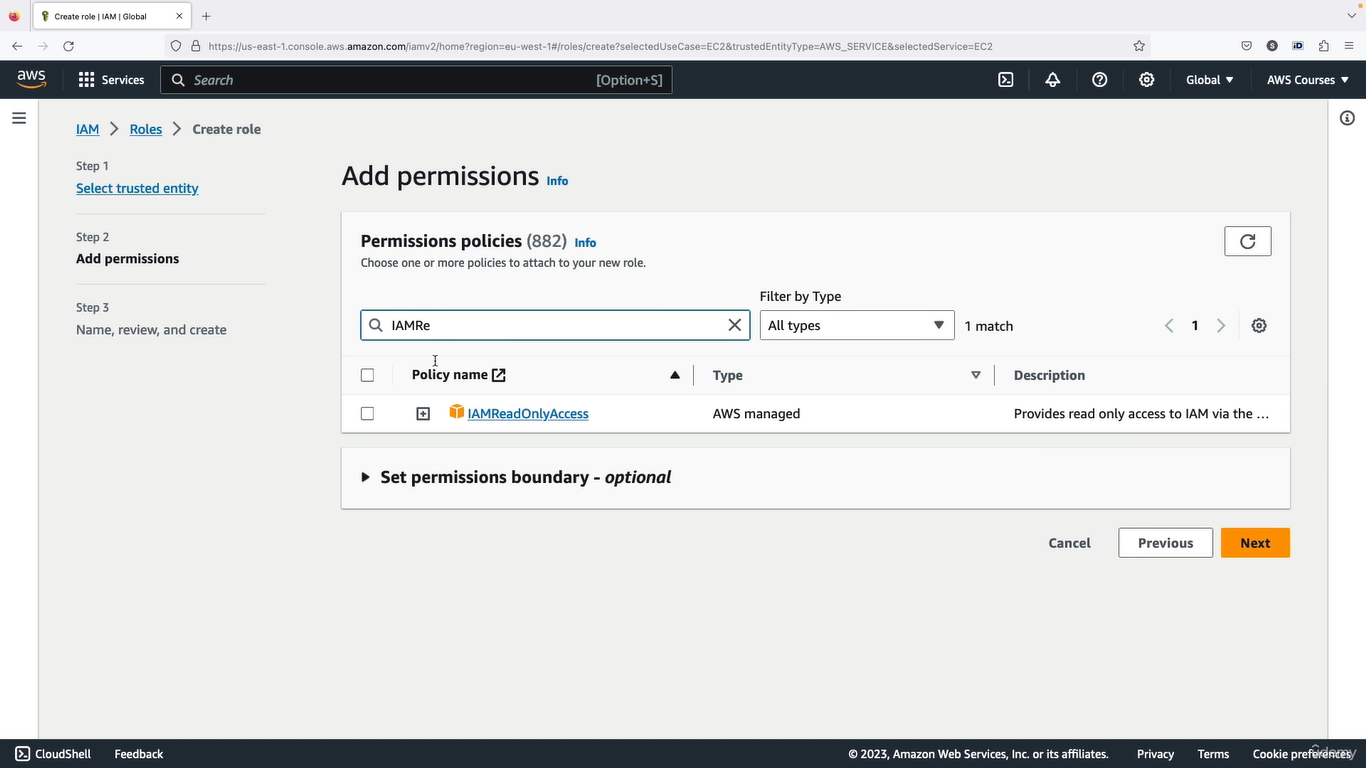 Create role | IAM | Global
https://us-east-1.console.aws.amazon.com/iamv2/home?region=eu-west-1#/roles/create?selectedUseCase=EC2&trustedEntityType=AWS_SERVICE&selectedService=EC2
aws
Services
Search
[Option+S]
Global
AWS Courses
IAM
Roles
Create role
Step 1
Select trusted entity
Step 2
Add permissions
Step 3
Name, review, and create
Add permissions Info
Permissions policies (882) Info
Choose one or more policies to attach to your new role.
Filter by Type
IAMRe
All types
1 match
1
Policy name
Type
Description
IAMReadOnlyAccess
AWS managed
Provides read only access to IAM via the ...
Set permissions boundary - optional
Cancel
Previous
Next
CloudShell
Feedback
© 2023, Amazon Web Services, Inc. or its affiliates.
Privacy
Terms
Cookie preferences
Udemy